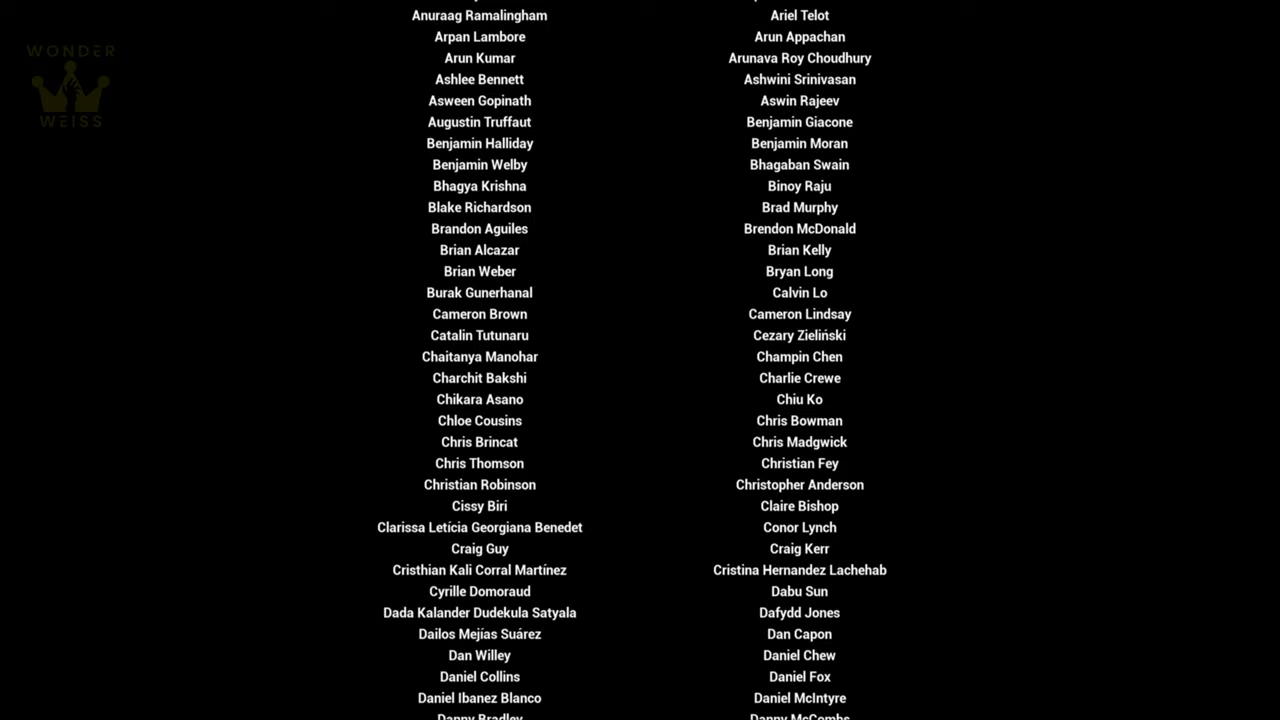 WONDER
WEISS
Anuraag Ramalingham Ariel Telot
Arpan Lambore Arun Appachan
Arun Kumar Arunava Roy Choudhury
Ashlee Bennett Ashwini Srinivasan
Asween Gopinath Aswin Rajeev
Augustin Truffaut Benjamin Giacone
Benjamin Halliday Benjamin Moran
Benjamin Welby Bhagaban Swain
Bhagya Krishna Binoy Raju
Blake Richardson Brad Murphy
Brandon Aguiles Brendon McDonald
Brian Alcazar Brian Kelly
Brian Weber Bryan Long
Burak Gunerhanal Calvin Lo
Cameron Brown Cameron Lindsay
Catalin Tutunaru Cezary Zieliński
Chaitanya Manohar Champin Chen
Charchit Bakshi Charlie Crewe
Chikara Asano Chiu Ko
Chloe Cousins Chris Bowman
Chris Brincat Chris Madgwick
Chris Thomson Christian Fey
Christian Robinson Christopher Anderson
Cissy Biri Claire Bishop
Clarissa Letícia Georgiana Benedet Conor Lynch
Craig Guy Craig Kerr
Cristhian Kali Corral Martínez Cristina Hernandez Lachehab
Cyrille Domoraud Dabu Sun
Dada Kalander Dudekula Satyala Dafydd Jones
Dailos Mejías Suárez Dan Capon
Dan Willey Daniel Chew
Daniel Collins Daniel Fox
Daniel Ibanez Blanco Daniel McIntyre
Danny Bradley Danny McCombs